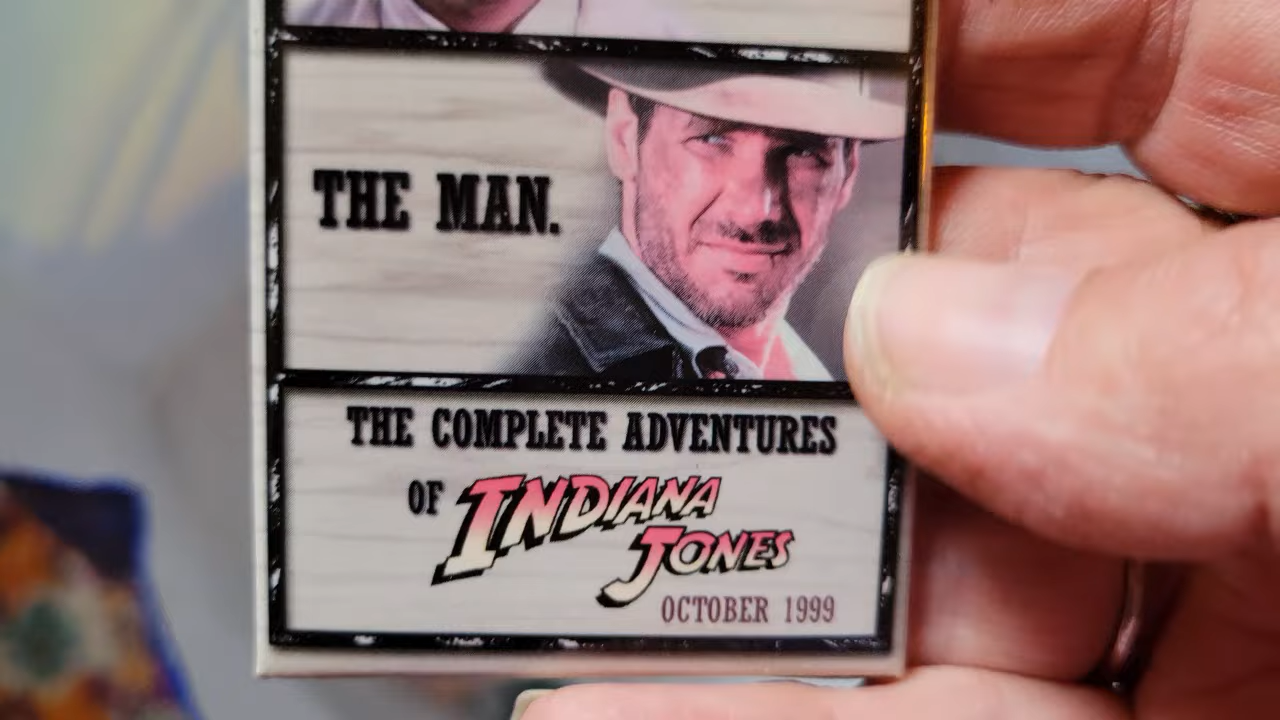 THE MAN.
THE COMPLETE ADVENTURES
OF INDIANA
JONES
OCTOBER 1999